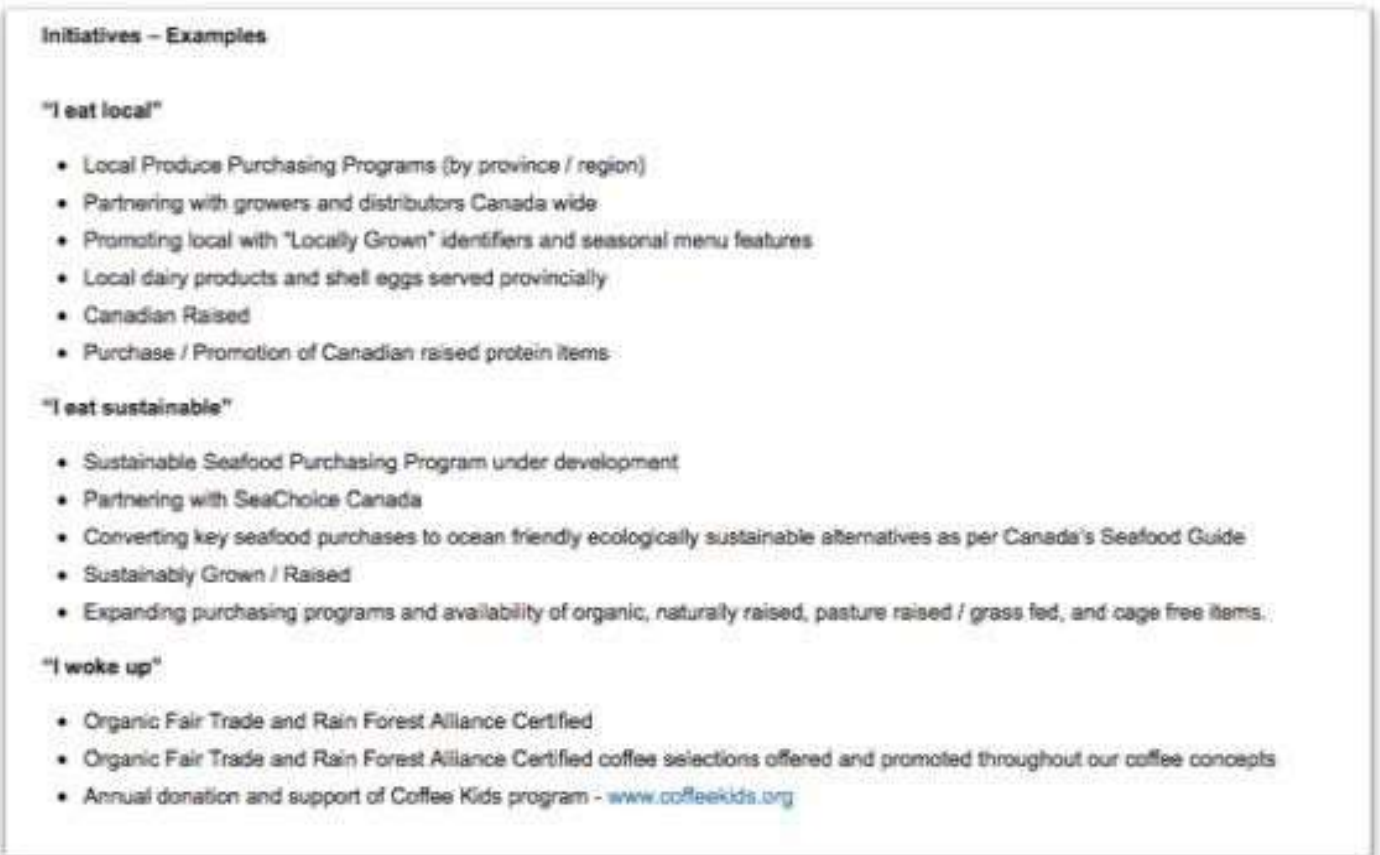 Initiatives – Examples
"I eat local"
• Local Produce Purchasing Programs (by province / region)
• Partnering with growers and distributors Canada wide
• Promoting local with "Locally Grown" identifiers and seasonal menu features
• Local dairy products and shell eggs served provincially
• Canadian Raised
• Purchase / Promotion of Canadian raised protein items
"I eat sustainable"
• Sustainable Seafood Purchasing Program under development
• Partnering with SeaChoice Canada
• Converting key seafood purchases to ocean friendly ecologically sustainable alternatives as per Canada's Seafood Guide
• Sustainably Grown / Raised
• Expanding purchasing programs and availability of organic, naturally raised, pasture raised / grass fed, and cage free items.
"I woke up"
• Organic Fair Trade and Rain Forest Alliance Certified
• Organic Fair Trade and Rain Forest Alliance Certified coffee selections offered and promoted throughout our coffee concepts
• Annual donation and support of Coffee Kids program - www.coffeekids.org